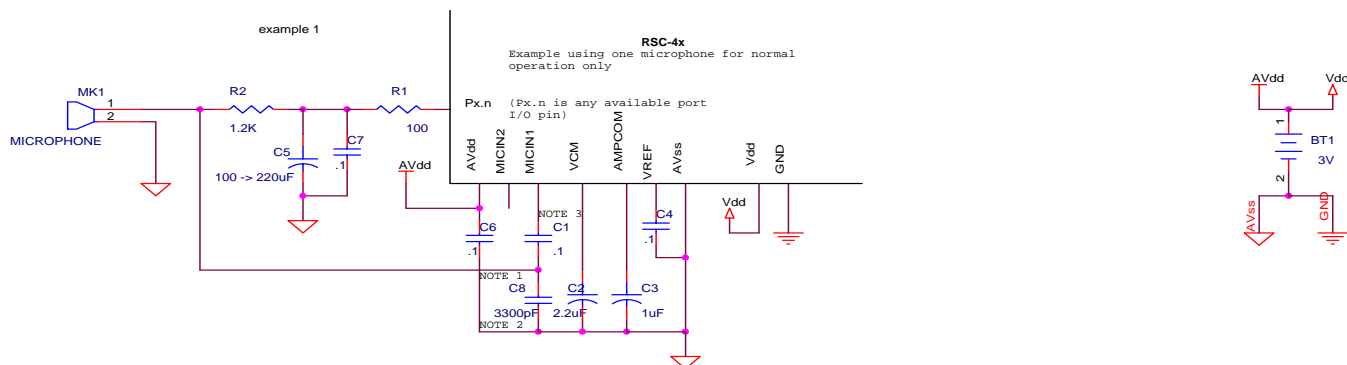 example 1
RSC-4x
Example using one microphone for normal
operation only
MK1
1
2
MICROPHONE
R2
1.2K
R1
100
Px.n
(Px.n is any available port
I/O pin)
C5
100 -> 220uF
C7
.1
AVdd
AVdd
MICIN2
MICIN1
VCM
AMPCOM
VREF
AVss
Vdd
GND
Vdd
NOTE 3
C6
.1
C1
.1
C4
.1
NOTE 1
C8
3300pF
C2
2.2uF
C3
1uF
NOTE 2
AVdd
Vdd
1
BT1
3V
2
AVss
GND